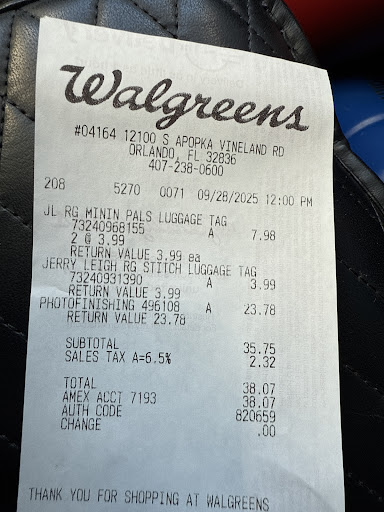 Walgreens
#04164 12100 S APOPKA VINELAND RD
ORLANDO, FL 32836
407-238-0600
208 5270 0071 09/28/2025 12:00 PM
JL RG MININ PALS LUGGAGE TAG
73240968155 A 7.98
2 @ 3.99
RETURN VALUE 3.99 ea
JERRY LEIGH RG STITCH LUGGAGE TAG
73240931390 A 3.99
RETURN VALUE 3.99
PHOTOFINISHING 496108 A 23.78
RETURN VALUE 23.78
SUBTOTAL 35.75
SALES TAX A=6.5% 2.32
TOTAL 38.07
AMEX ACCT 7193 38.07
AUTH CODE 820659
CHANGE .00
THANK YOU FOR SHOPPING AT WALGREENS